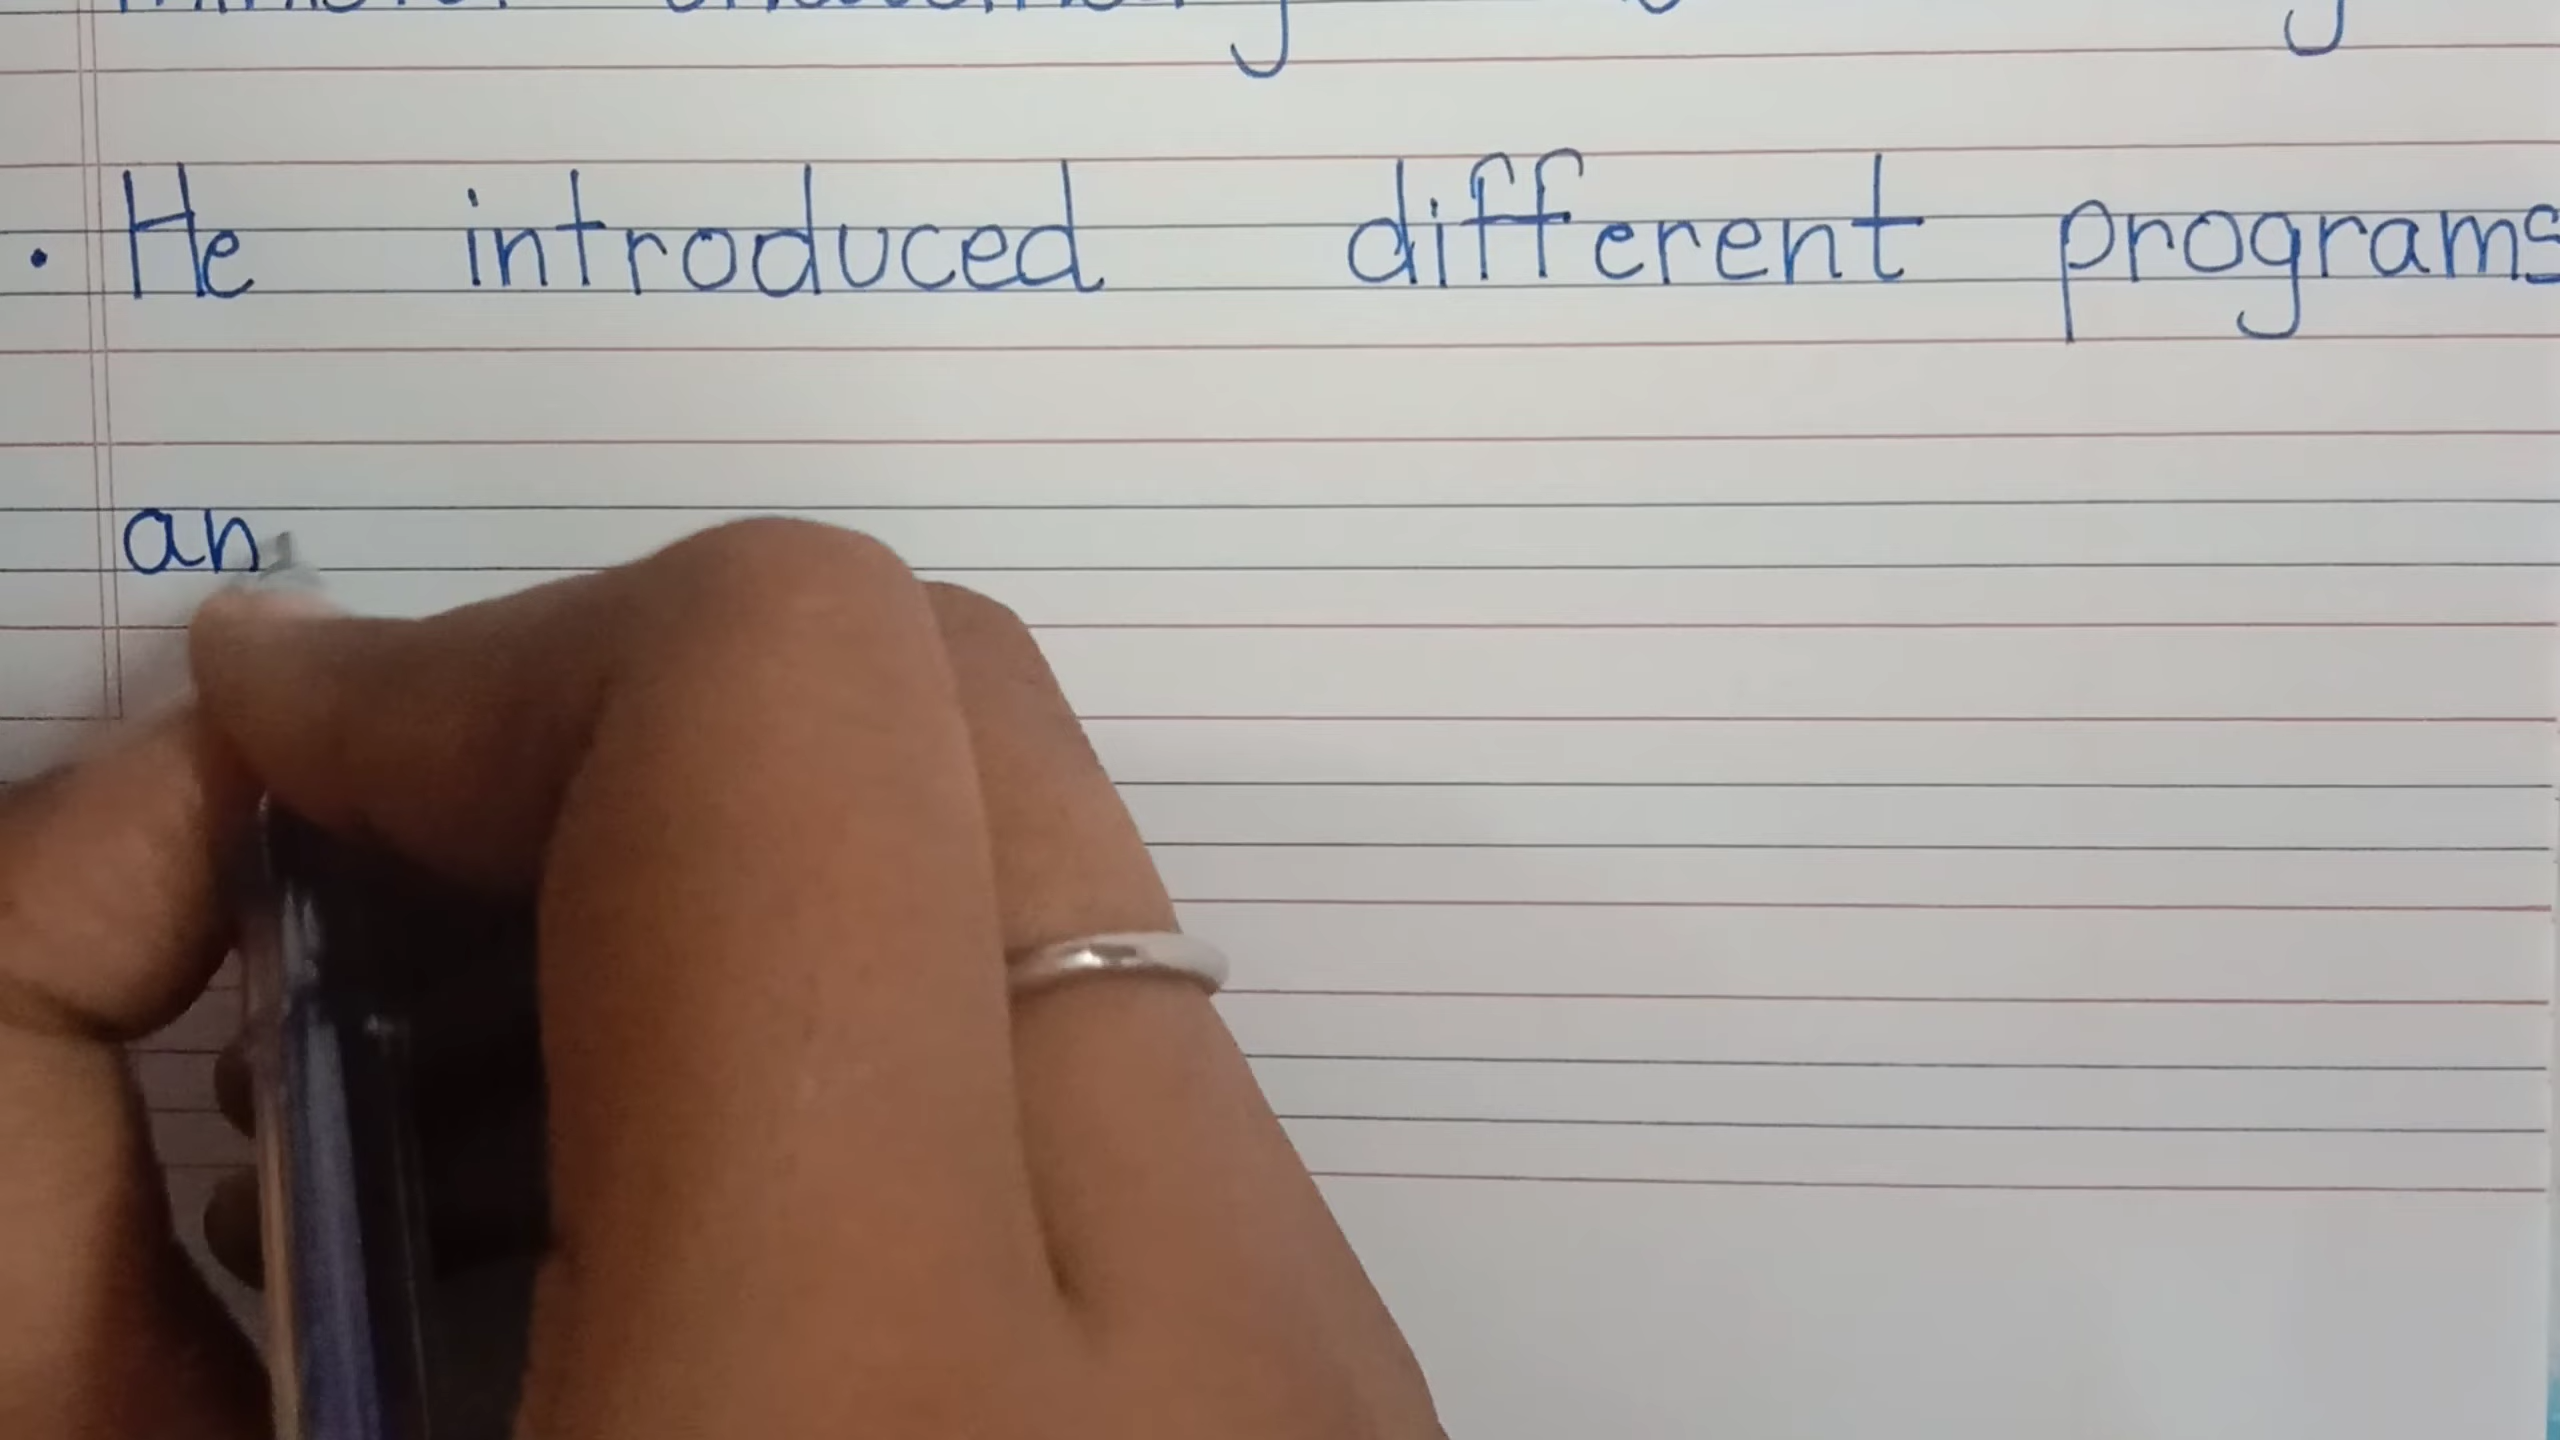 . He introduced different programs
an